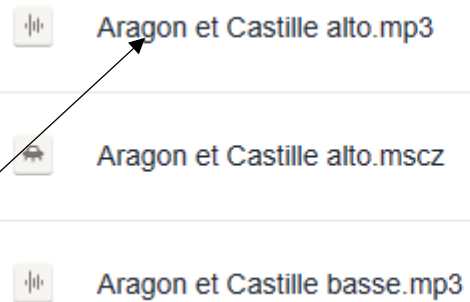 Aragon et Castille alto.mp3
Aragon et Castille alto.mscz
Aragon et Castille basse.mp3